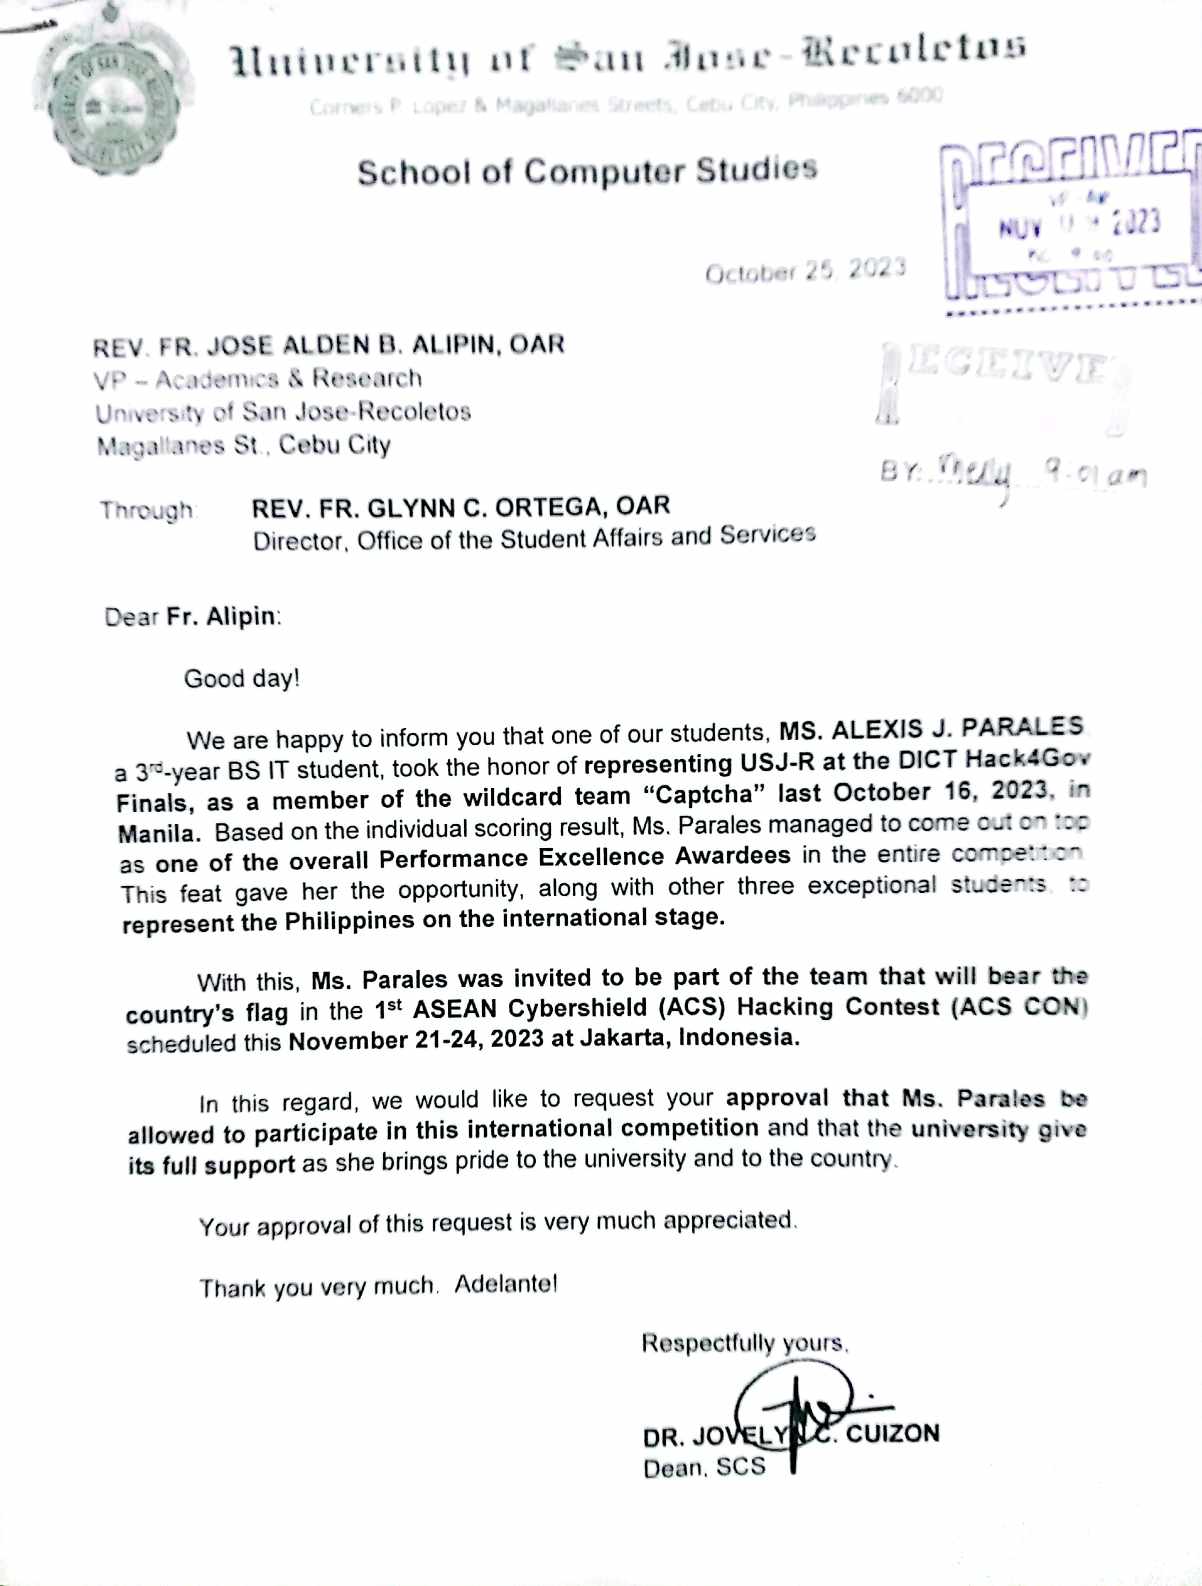 University of San Jose-Recoletos
Corners P. Lopez & Magallanes Streets, Cebu City, Philippines 6000
School of Computer Studies
RECEIVED
NOV 2023
October 25, 2023
REV. FR. JOSE ALDEN B. ALIPIN, OAR
VP – Academics & Research
University of San Jose-Recoletos
Magallanes St., Cebu City
RECEIVE
BY: 9:01 am
Through: REV. FR. GLYNN C. ORTEGA, OAR
Director, Office of the Student Affairs and Services
Dear Fr. Alipin:
Good day!
We are happy to inform you that one of our students, MS. ALEXIS J. PARALES
a 3rd-year BS IT student, took the honor of representing USJ-R at the DICT Hack4Gov
Finals, as a member of the wildcard team “Captcha” last October 16, 2023, in
Manila. Based on the individual scoring result, Ms. Parales managed to come out on top
as one of the overall Performance Excellence Awardees in the entire competition
This feat gave her the opportunity, along with other three exceptional students, to
represent the Philippines on the international stage.
With this, Ms. Parales was invited to be part of the team that will bear the
country's flag in the 1st ASEAN Cybershield (ACS) Hacking Contest (ACS CON)
scheduled this November 21-24, 2023 at Jakarta, Indonesia.
In this regard, we would like to request your approval that Ms. Parales be
allowed to participate in this international competition and that the university give
its full support as she brings pride to the university and to the country.
Your approval of this request is very much appreciated.
Thank you very much. Adelante!
Respectfully yours,
DR. JOVELYN C. CUIZON
Dean, SCS